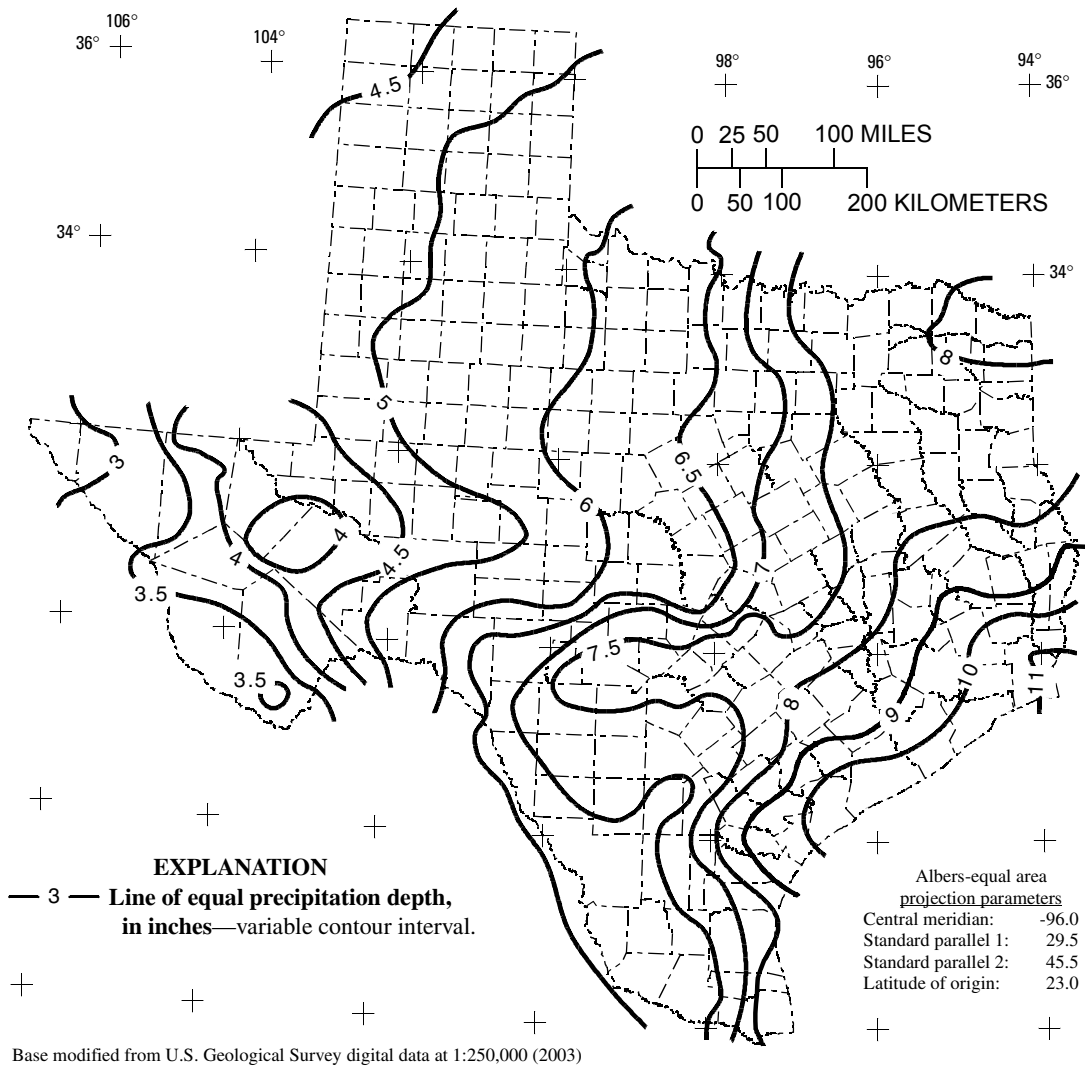 106°
36°
104°
98°
96°
94°
36°
4.5
0 25 50 100 MILES
0 50 100 200 KILOMETERS
34°
34°
8
5
3
6.5
6
4
4
4.5
7
3.5
7.5
3.5
10
11
8
9
EXPLANATION
3 Line of equal precipitation depth,
in inches—variable contour interval.
Albers-equal area
projection parameters
Central meridian: -96.0
Standard parallel 1: 29.5
Standard parallel 2: 45.5
Latitude of origin: 23.0
Base modified from U.S. Geological Survey digital data at 1:250,000 (2003)